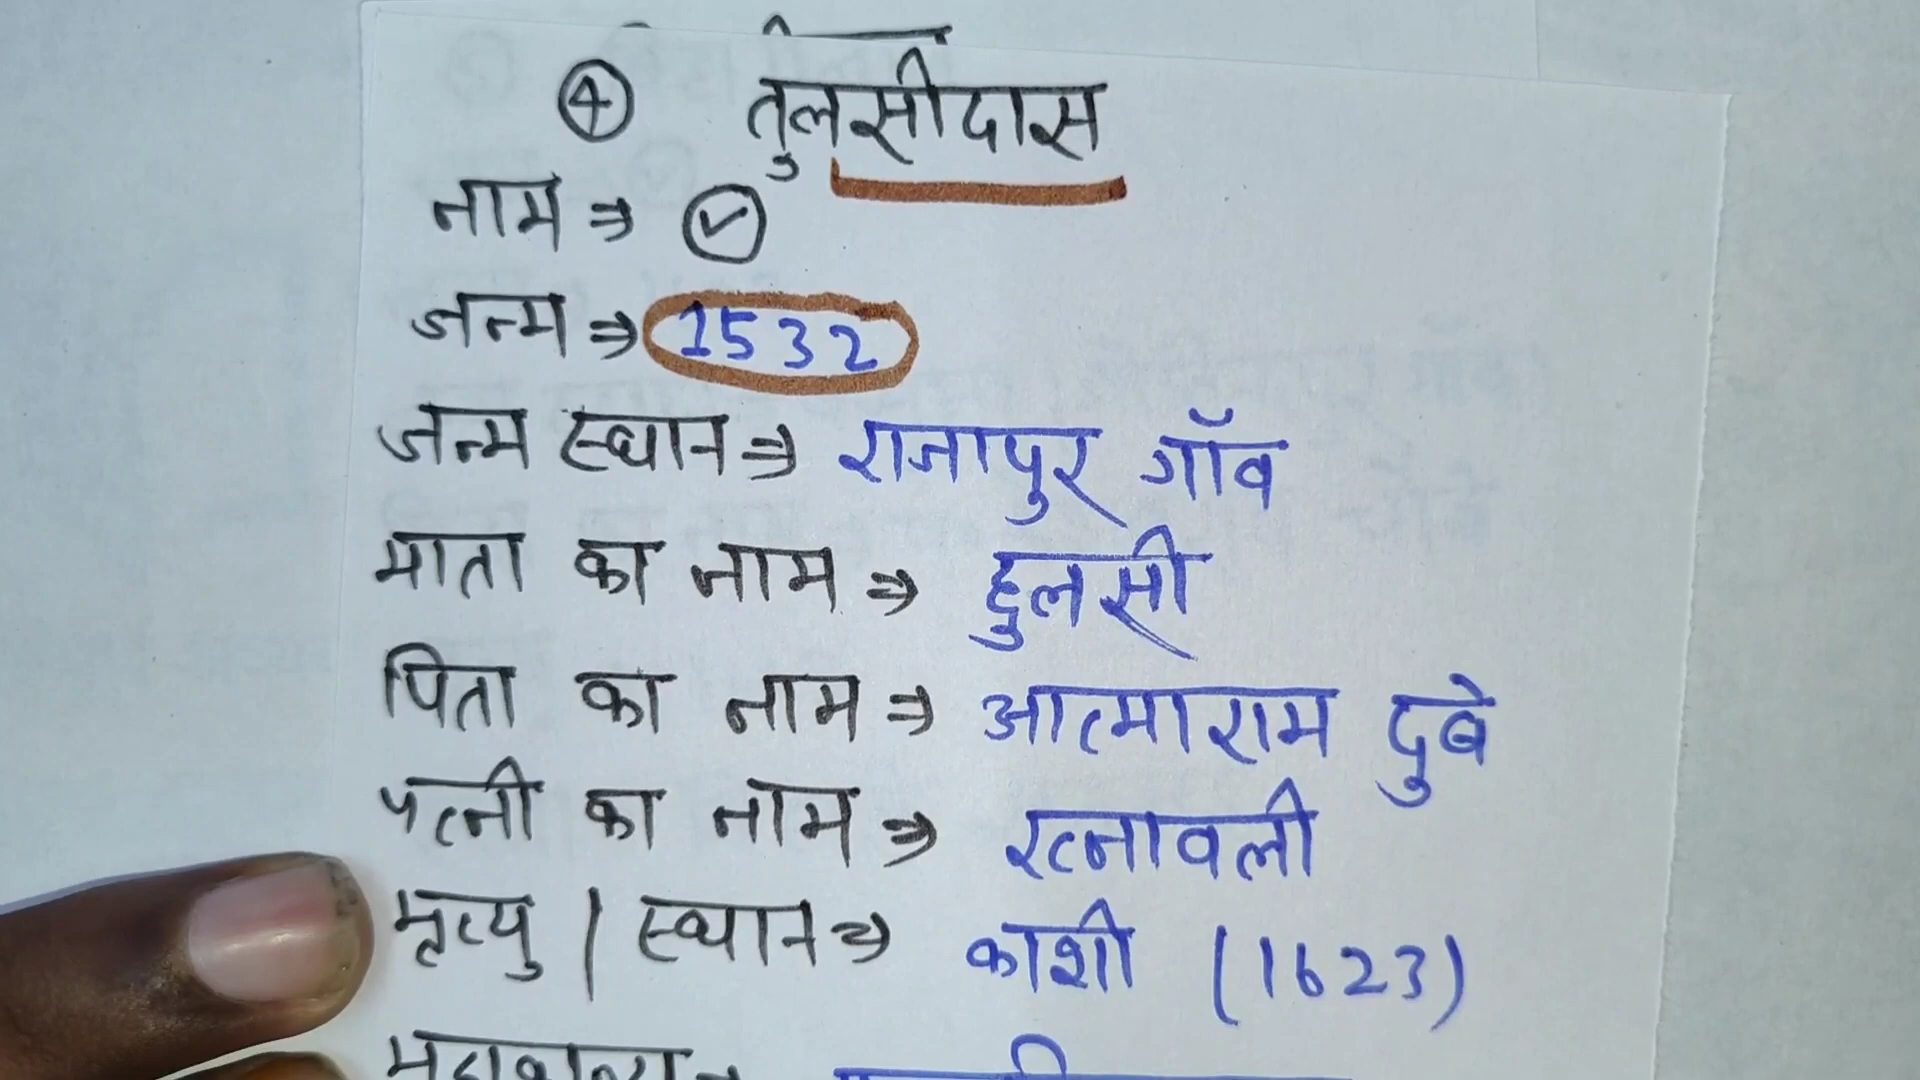 ④ तुलसीदास
नाम ⇒ ✓
जन्म ⇒ 1532
जन्म स्थान ⇒ राजापुर गाँव
माता का नाम ⇒ हुलसी
पिता का नाम ⇒ आत्माराम दुबे
पत्नी का नाम ⇒ रत्नावली
मृत्यु / स्थान ⇒ काशी (1623)